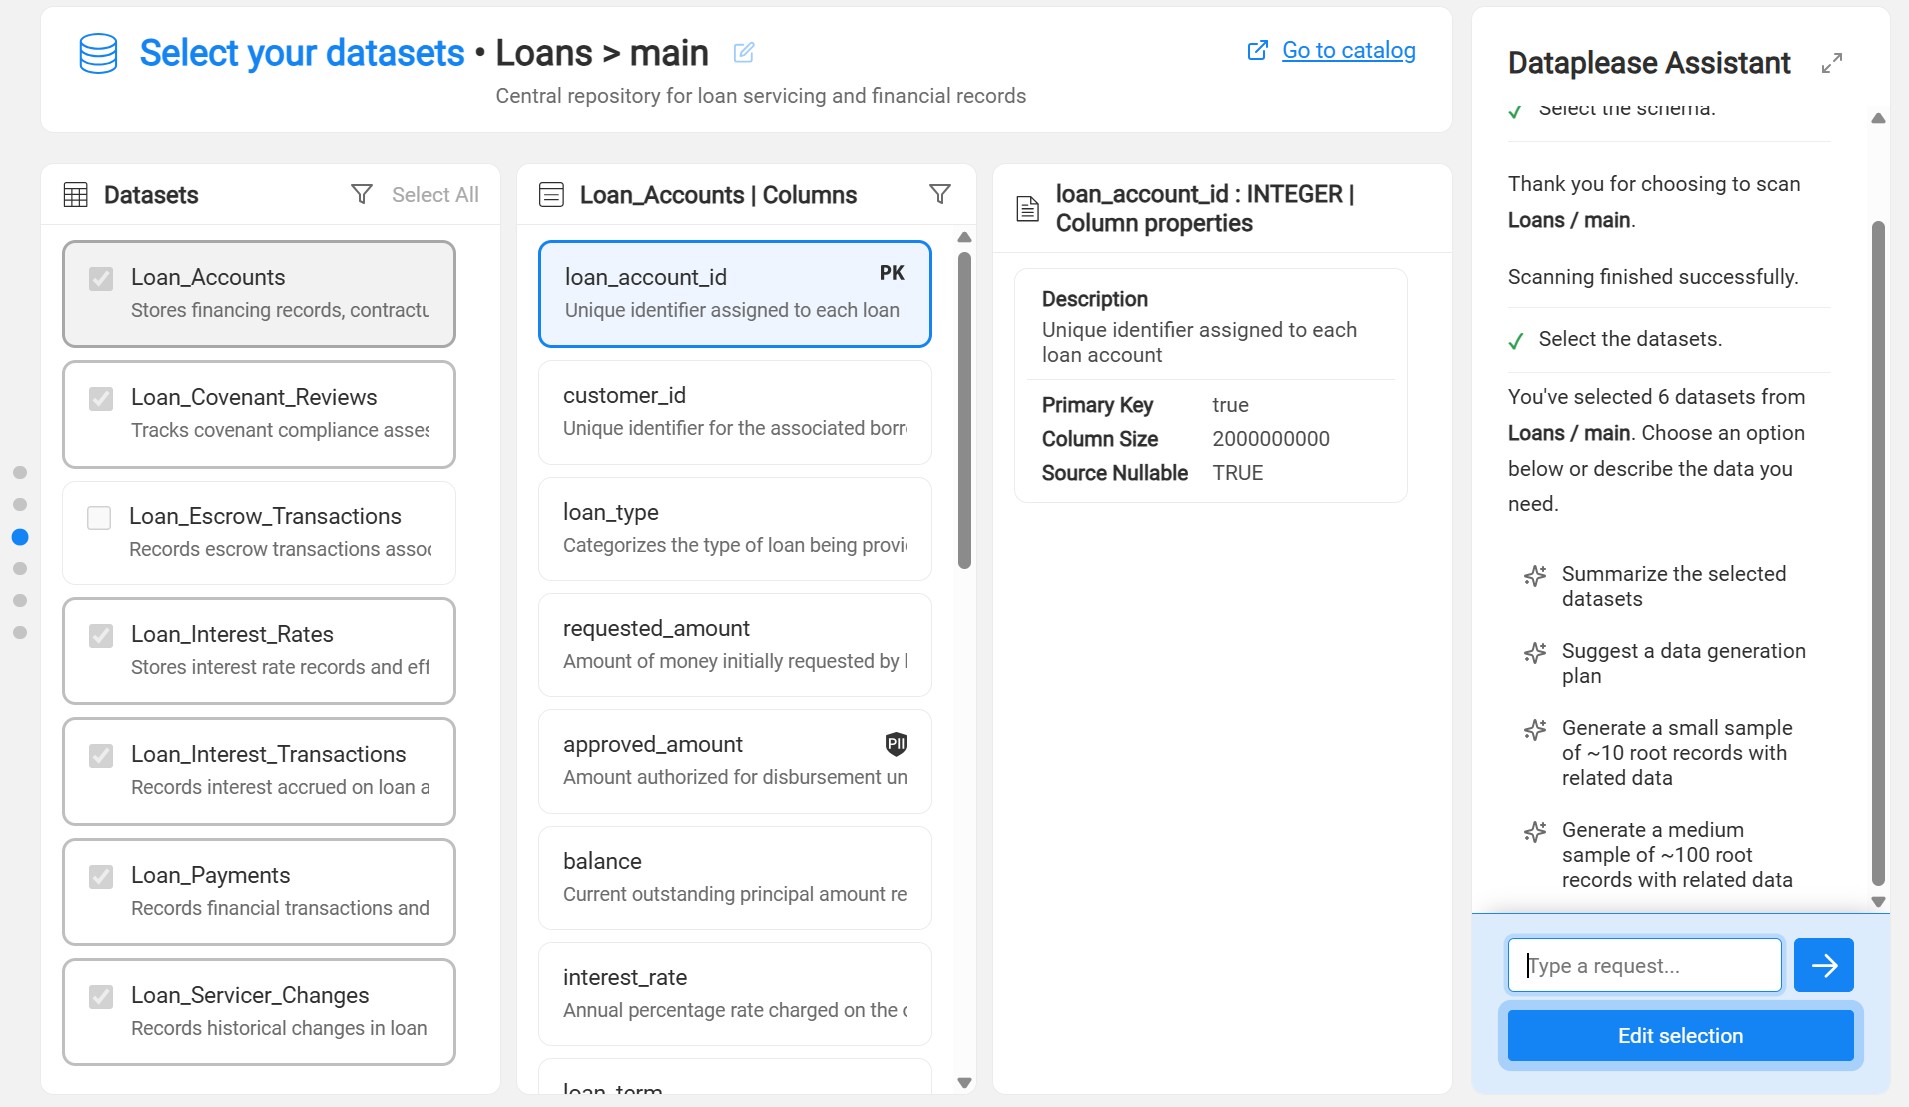 Select your datasets • Loans > main
Central repository for loan servicing and financial records
Go to catalog
Datasets
Select All
Loan_Accounts
Stores financing records, contractu
Loan_Covenant_Reviews
Tracks covenant compliance asses
Loan_Escrow_Transactions
Records escrow transactions assoc
Loan_Interest_Rates
Stores interest rate records and eff
Loan_Interest_Transactions
Records interest accrued on loan a
Loan_Payments
Records financial transactions and
Loan_Servicer_Changes
Records historical changes in loan
Loan_Accounts | Columns
loan_account_id
PK
Unique identifier assigned to each loan
customer_id
Unique identifier for the associated borr
loan_type
Categorizes the type of loan being provi
requested_amount
Amount of money initially requested by
approved_amount
PII
Amount authorized for disbursement un
balance
Current outstanding principal amount re
interest_rate
Annual percentage rate charged on the
loan_term
loan_account_id : INTEGER |
Column properties
Description
Unique identifier assigned to each
loan account
Primary Key true
Column Size 2000000000
Source Nullable TRUE
Dataplease Assistant
Select the schema.
Thank you for choosing to scan
Loans / main.
Scanning finished successfully.
Select the datasets.
You've selected 6 datasets from
Loans / main. Choose an option
below or describe the data you
need.
Summarize the selected
datasets
Suggest a data generation
plan
Generate a small sample
of ~10 root records with
related data
Generate a medium
sample of ~100 root
records with related data
Type a request...
Edit selection